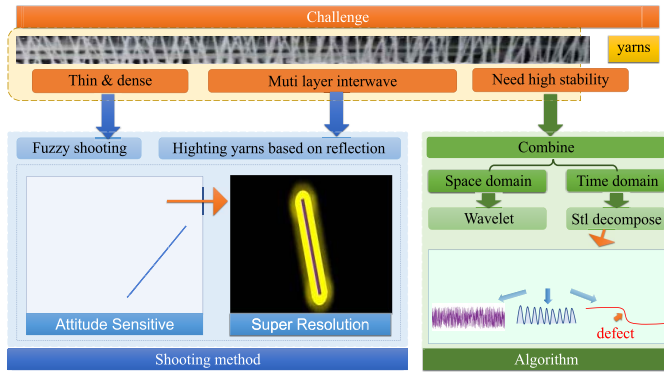 Challenge
yarns
Thin & dense
Muti layer interwave
Need high stability
Fuzzy shooting
Highting yarns based on reflection
Attitude Sensitive
Super Resolution
Shooting method
Combine
Space domain
Time domain
Wavelet
Stl decompose
defect
Algorithm